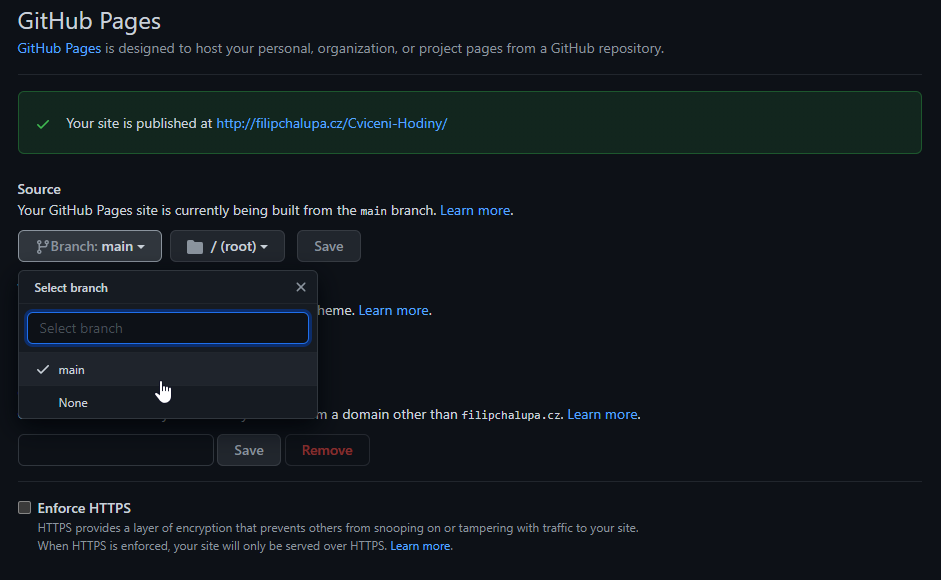 GitHub Pages
GitHub Pages is designed to host your personal, organization, or project pages from a GitHub repository.
Your site is published at http://filipchalupa.cz/Cviceni-Hodiny/
Source
Your GitHub Pages site is currently being built from the main branch. Learn more.
Branch: main / (root) Save
Select branch
heme. Learn more.
Select branch
main
None
m a domain other than filipchalupa.cz. Learn more.
Save Remove
Enforce HTTPS
HTTPS provides a layer of encryption that prevents others from snooping on or tampering with traffic to your site.
When HTTPS is enforced, your site will only be served over HTTPS. Learn more.